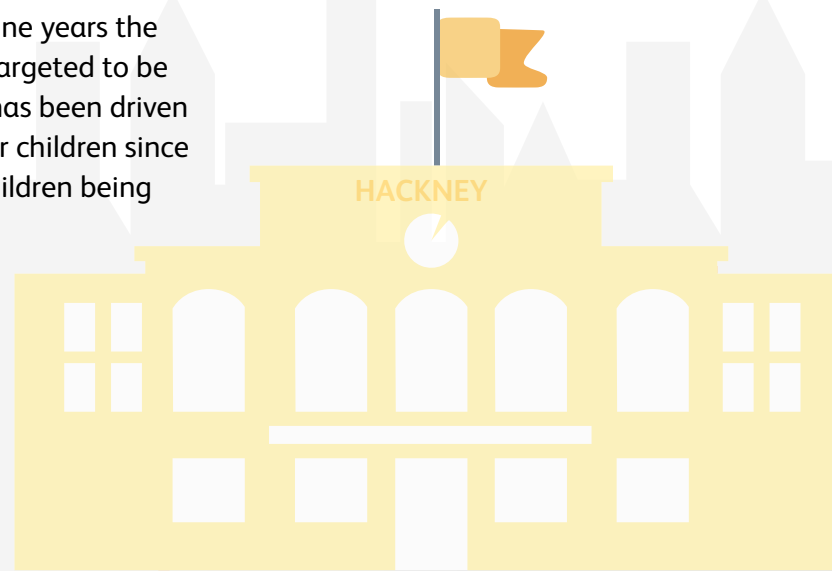 ne years the
argeted to be
has been driven
r children since
ildren being
HACKNEY